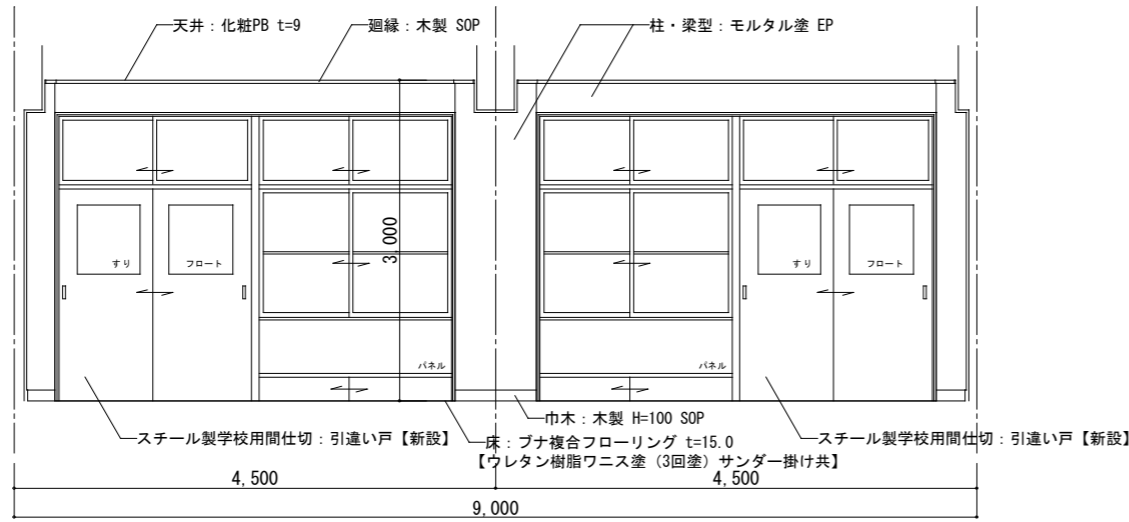 天井：化粧PB t=9
廻縁：木製 SOP
柱・梁型：モルタル塗 EP
3,000
すり
フロート
すり
フロート
パネル
パネル
巾木：木製 H=100 SOP
スチール製学校用間仕切：引違い戸【新設】
床：ブナ複合フローリング t=15.0
【ウレタン樹脂ワニス塗（3回塗）サンダー掛け共】
スチール製学校用間仕切：引違い戸【新設】
4,500
4,500
9,000